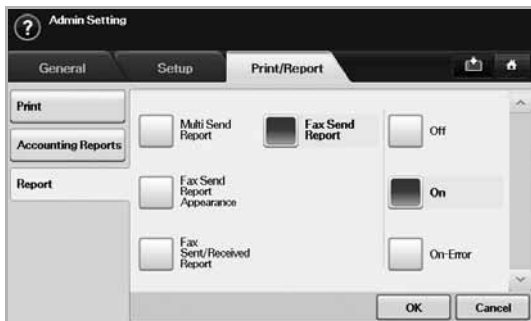 ? Admin Setting
General Setup Print/Report
Print
Accounting Reports
Report
Multi Send
Report
Fax Send
Report
Off
Fax Send
Report
Appearance
On
Fax
Sent/Received
Report
On-Error
OK Cancel